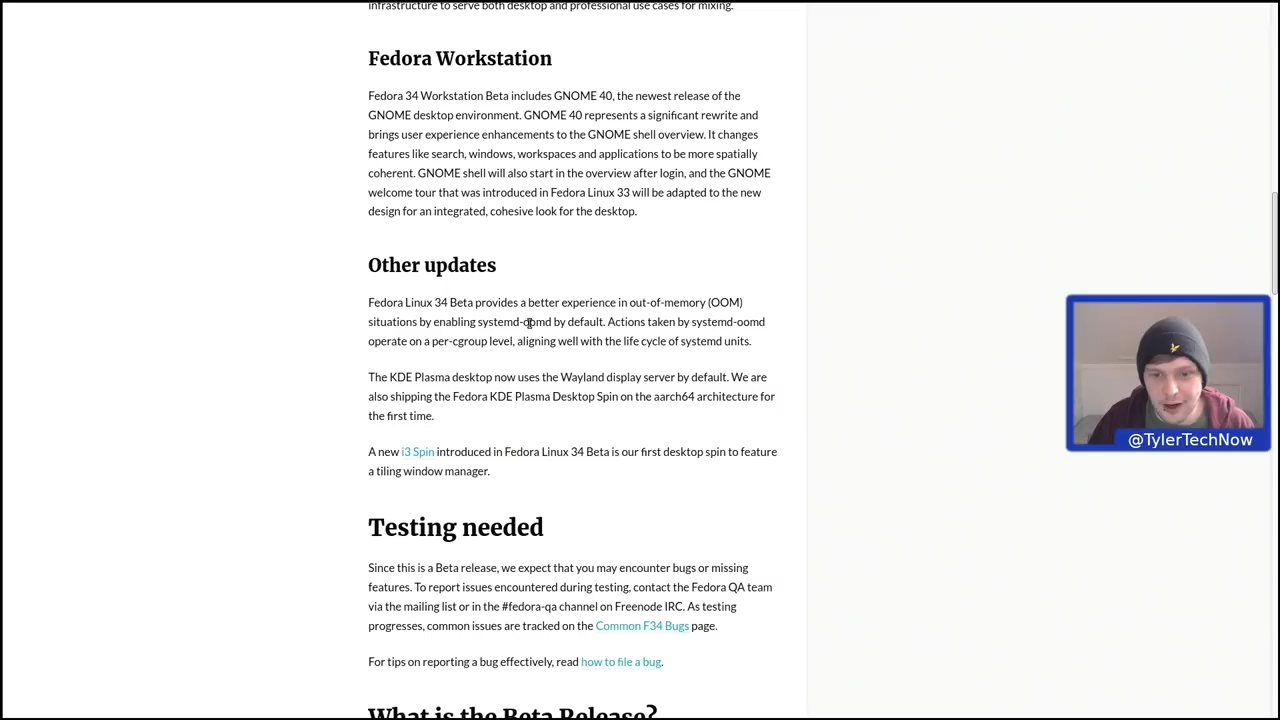 infrastructure to serve both desktop and professional use cases for mixing.
Fedora Workstation
Fedora 34 Workstation Beta includes GNOME 40, the newest release of the
GNOME desktop environment. GNOME 40 represents a significant rewrite and
brings user experience enhancements to the GNOME shell overview. It changes
features like search, windows, workspaces and applications to be more spatially
coherent. GNOME shell will also start in the overview after login, and the GNOME
welcome tour that was introduced in Fedora Linux 33 will be adapted to the new
design for an integrated, cohesive look for the desktop.
Other updates
Fedora Linux 34 Beta provides a better experience in out-of-memory (OOM)
situations by enabling systemd-oomd by default. Actions taken by systemd-oomd
operate on a per-cgroup level, aligning well with the life cycle of systemd units.
The KDE Plasma desktop now uses the Wayland display server by default. We are
also shipping the Fedora KDE Plasma Desktop Spin on the aarch64 architecture for
the first time.
A new i3 Spin introduced in Fedora Linux 34 Beta is our first desktop spin to feature
a tiling window manager.
Testing needed
Since this is a Beta release, we expect that you may encounter bugs or missing
features. To report issues encountered during testing, contact the Fedora QA team
via the mailing list or in the #fedora-qa channel on Freenode IRC. As testing
progresses, common issues are tracked on the Common F34 Bugs page.
For tips on reporting a bug effectively, read how to file a bug.
What is the Beta Release?
@TylerTechNow